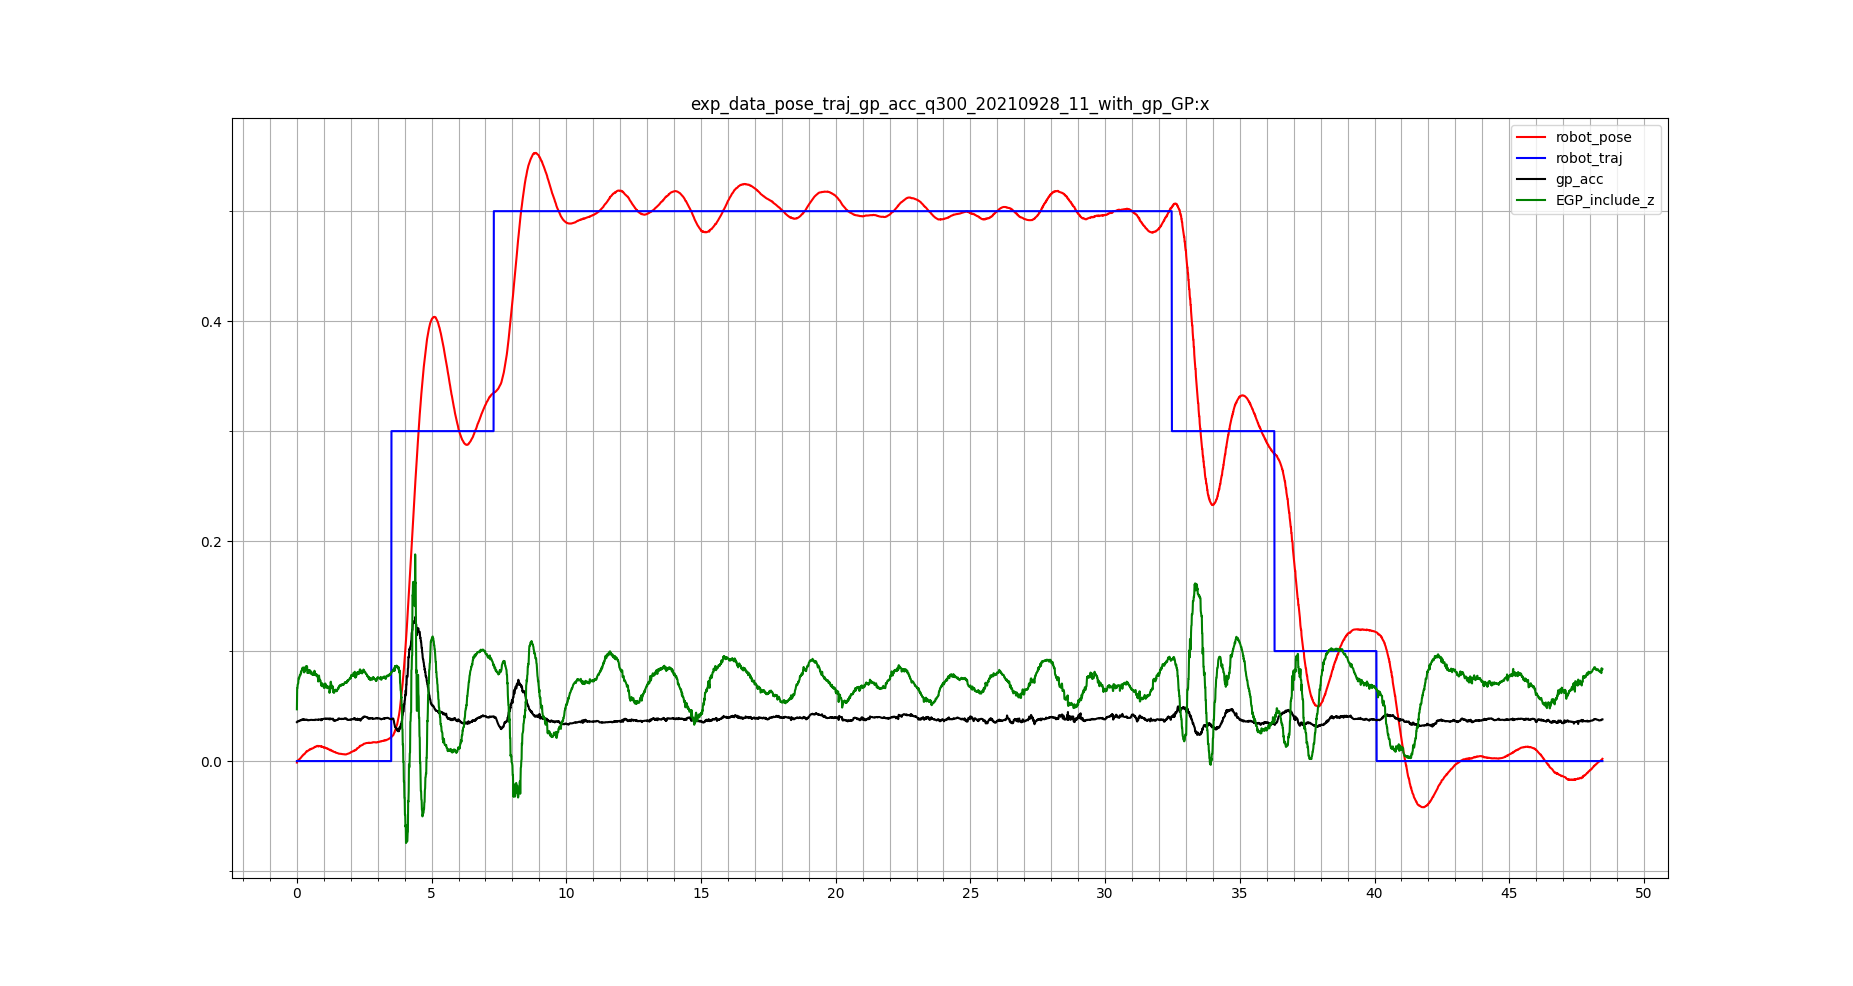 exp_data_pose_traj_gp_acc_q300_20210928_11_with_gp_GP:x
robot_pose
robot_traj
gp_acc
EGP_include_z
0.4
0.2
0.0
0 5 10 15 20 25 30 35 40 45 50